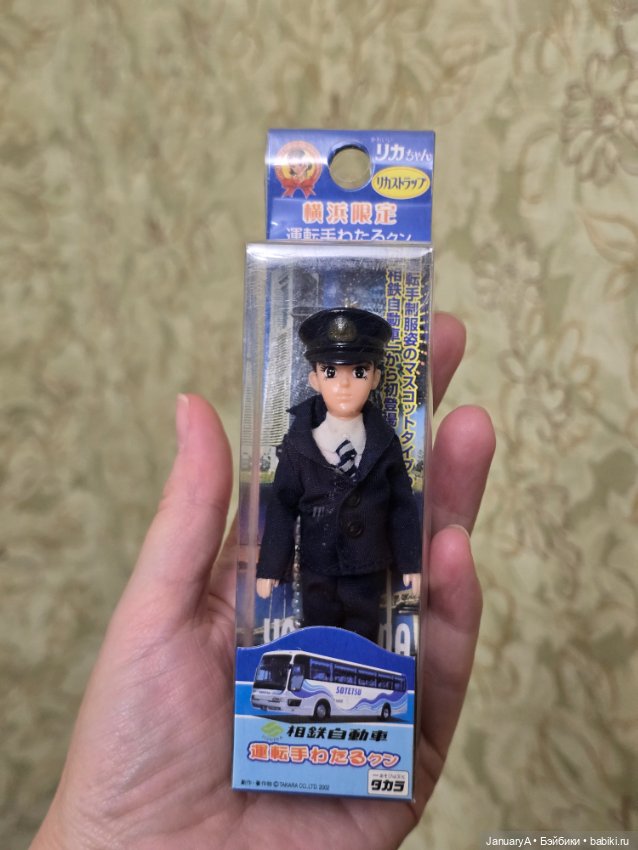 リカちゃん
リカストラップ
横浜限定
運転手わたるクン
転手制服姿のマスコットタイプ
相鉄自動車から初登場
SOTETSU
相鉄自動車
運転手わたるクン
タカラ
© TAKARA CO.,LTD. 2002
JanuaryA • Бэйбики • babiki.ru